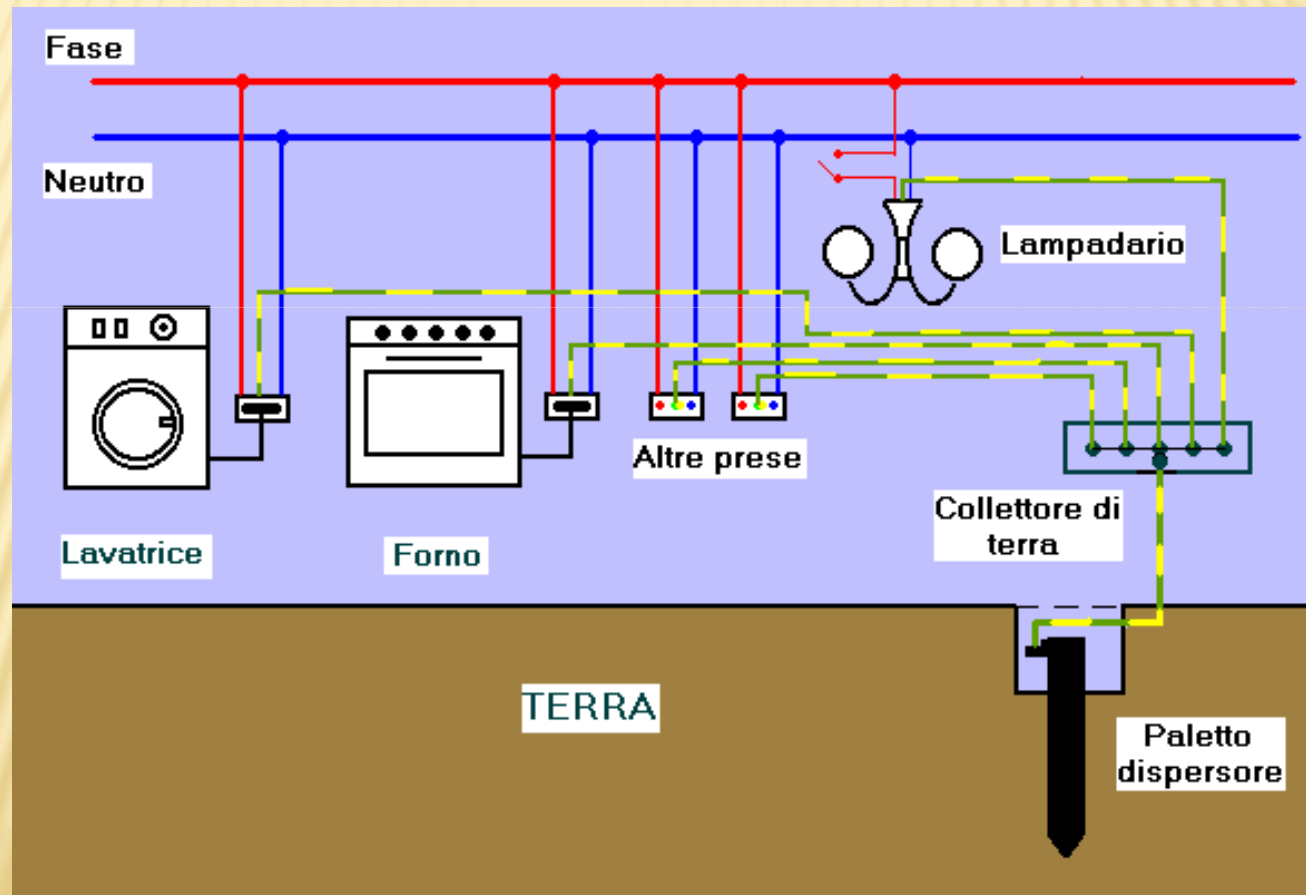 Fase
Neutro
Lampadario
Altre prese
Collettore di
terra
Lavatrice
Forno
TERRA
Paletto
dispersore